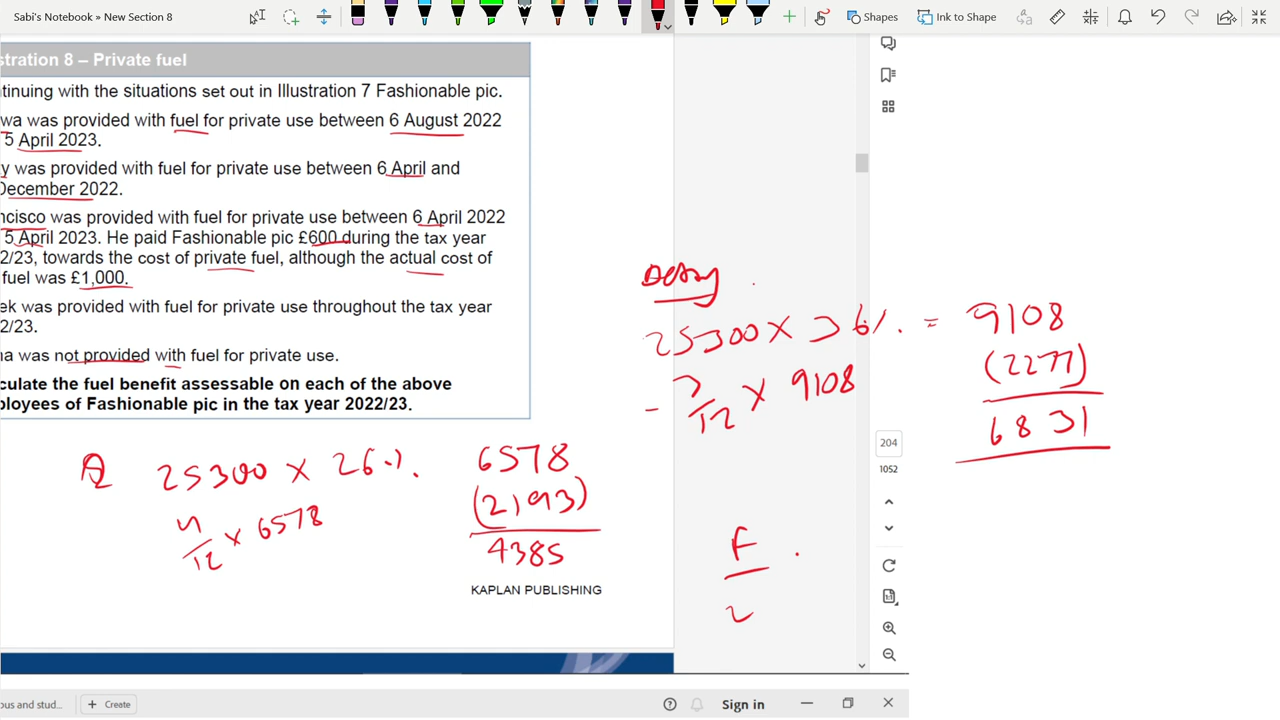 Sabi's Notebook » New Section 8
Shapes
Ink to Shape
stration 8 – Private fuel
ntinuing with the situations set out in Illustration 7 Fashionable pic.
wa was provided with fuel for private use between 6 August 2022
5 April 2023.
y was provided with fuel for private use between 6 April and
December 2022.
ncisco was provided with fuel for private use between 6 April 2022
5 April 2023. He paid Fashionable pic £600 during the tax year
2/23, towards the cost of private fuel, although the actual cost of
fuel was £1,000.
ek was provided with fuel for private use throughout the tax year
2/23.
na was not provided with fuel for private use.
culate the fuel benefit assessable on each of the above
ployees of Fashionable pic in the tax year 2022/23.
25300 x 36%. = 9108
- 3/12 x 9108 (2277)
6831
25300 x 26%. 6578
4/12 x 6578 (2193)
4385
F
2
KAPLAN PUBLISHING
204
1052
ous and stud...
+ Create
Sign in